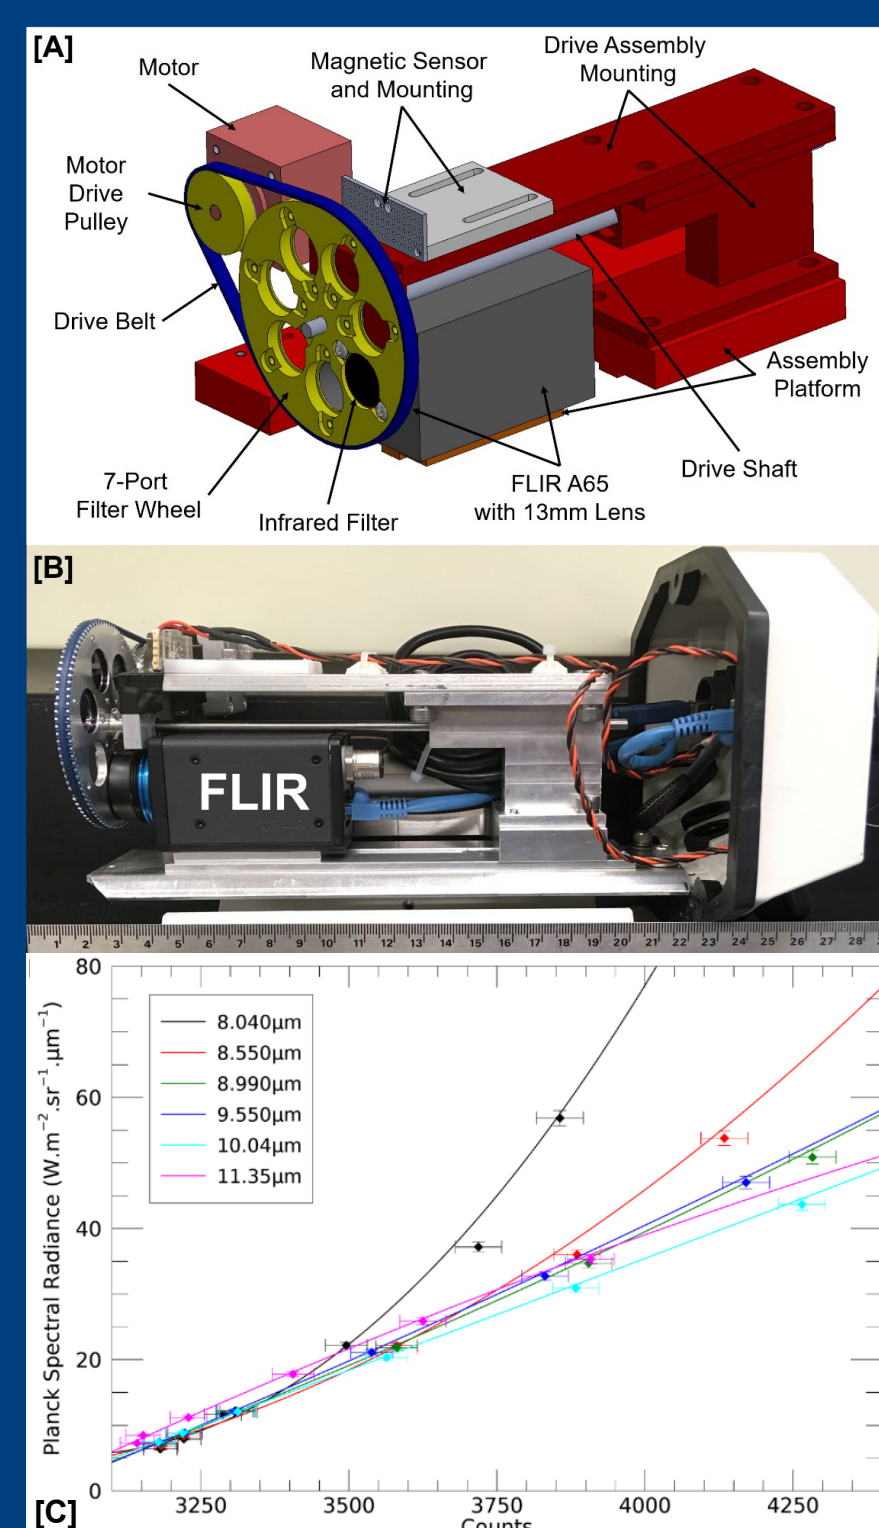 [A]
Motor
Magnetic Sensor
and Mounting
Drive Assembly
Mounting
Motor
Drive
Pulley
Drive Belt
Assembly
Platform
7-Port
Filter Wheel
Infrared Filter
FLIR A65
with 13mm Lens
Drive Shaft
[B]
FLIR
1 2 3 4 5 6 7 8 9 10 11 12 13 14 15 16 17 18 19 20 21 22 23 24 25 26 27 28
Planck Spectral Radiance (W.m⁻².sr⁻¹.µm⁻¹)
80
60
40
20
0
8.040µm
8.550µm
8.990µm
9.550µm
10.04µm
11.35µm
3250 3500 3750 4000 4250
Counts
[C]